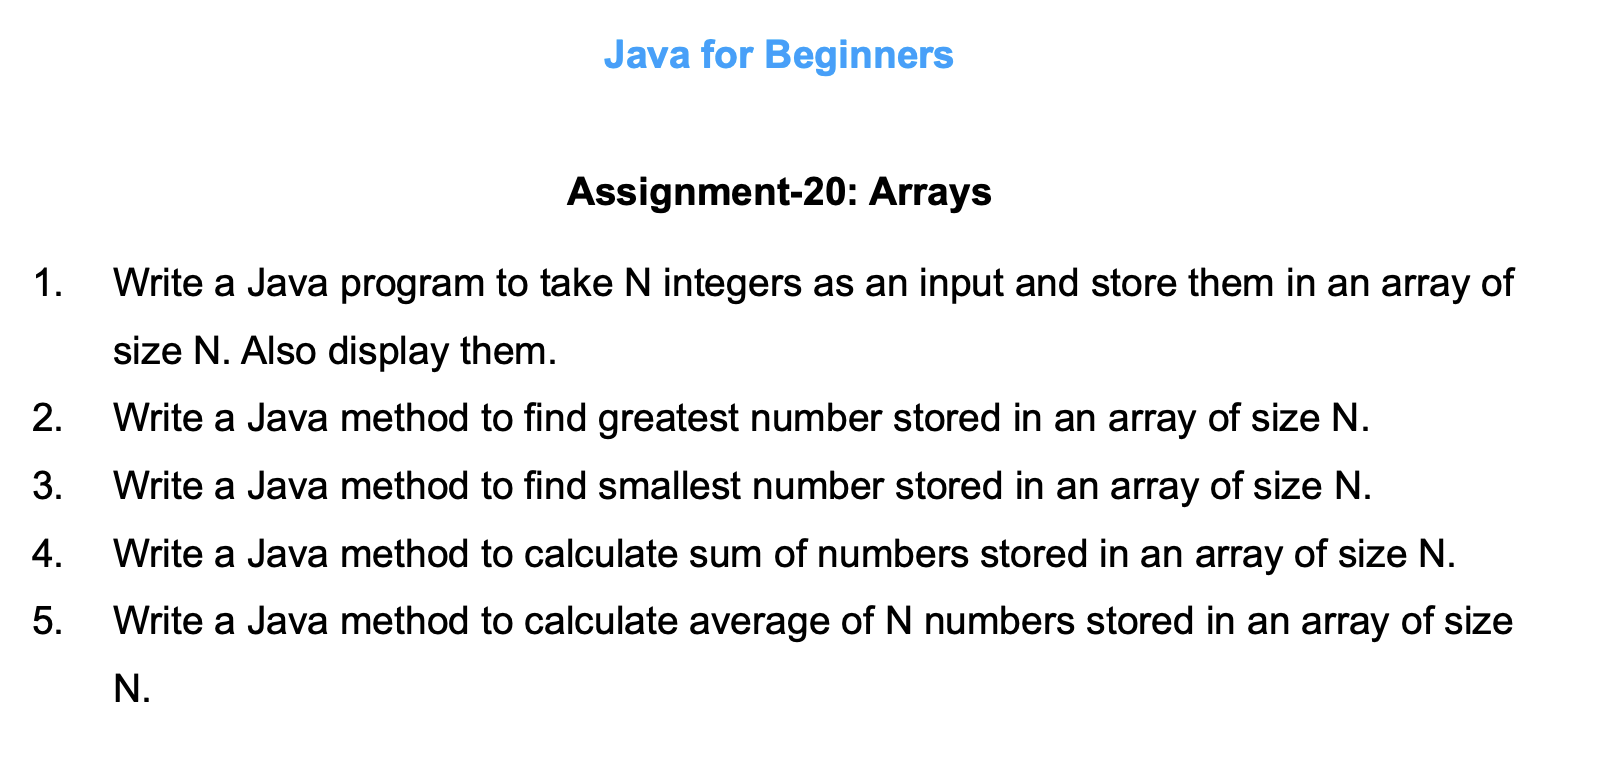 Java for Beginners
Assignment-20: Arrays
1. Write a Java program to take N integers as an input and store them in an array of
size N. Also display them.
2. Write a Java method to find greatest number stored in an array of size N.
3. Write a Java method to find smallest number stored in an array of size N.
4. Write a Java method to calculate sum of numbers stored in an array of size N.
5. Write a Java method to calculate average of N numbers stored in an array of size
N.